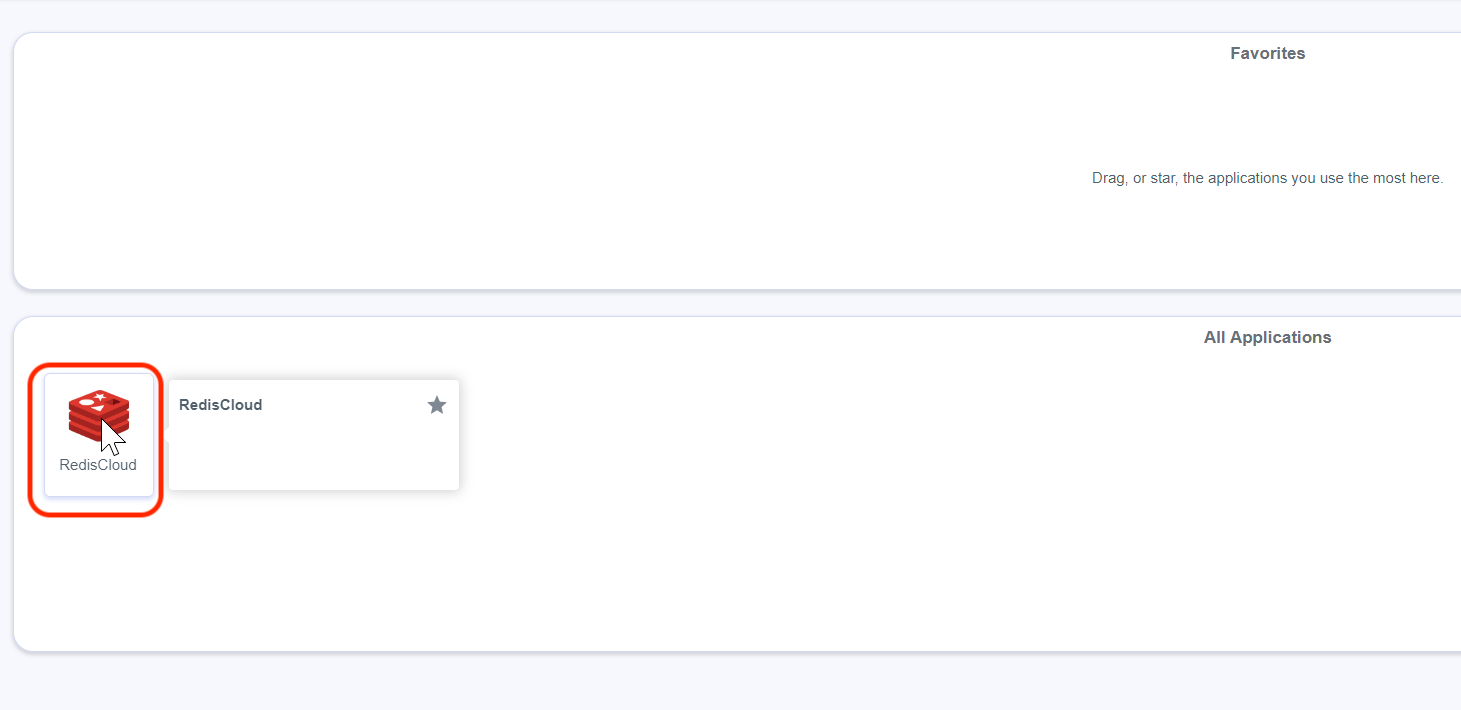 Favorites
Drag, or star, the applications you use the most here.
All Applications
RedisCloud
RedisCloud